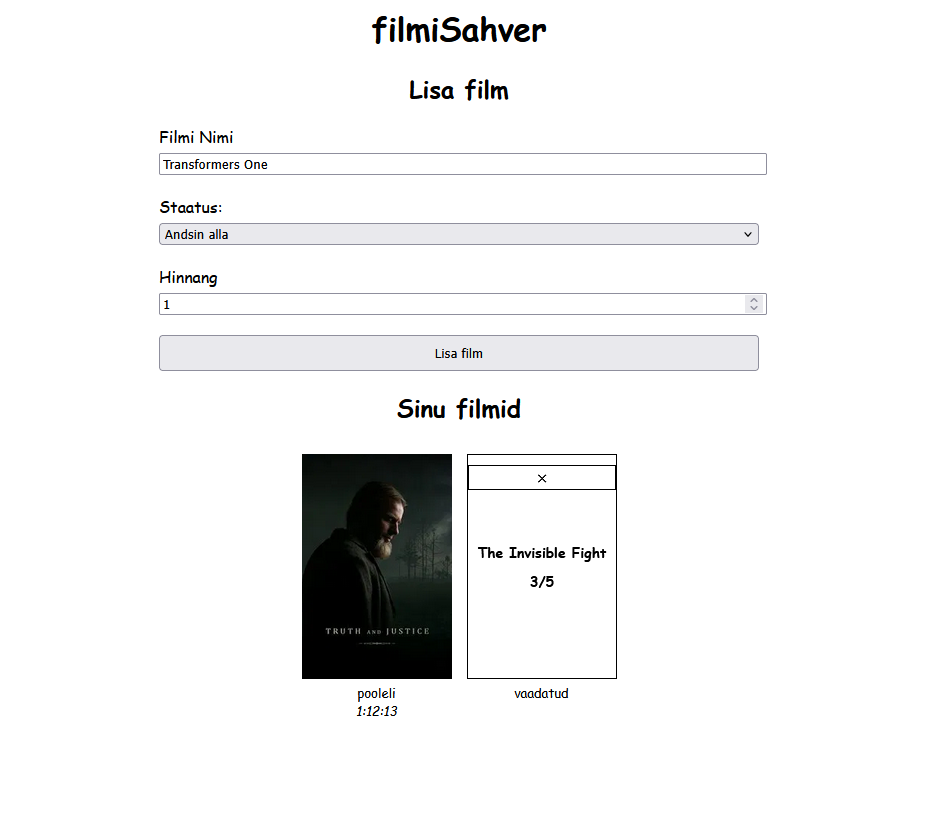 filmiSahver
Lisa film
Filmi Nimi
Transformers One
Staatus:
Andsin alla
Hinnang
1
Lisa film
Sinu filmid
TRUTH AND JUSTICE
pooleli
1:12:13
×
The Invisible Fight
3/5
vaadatud